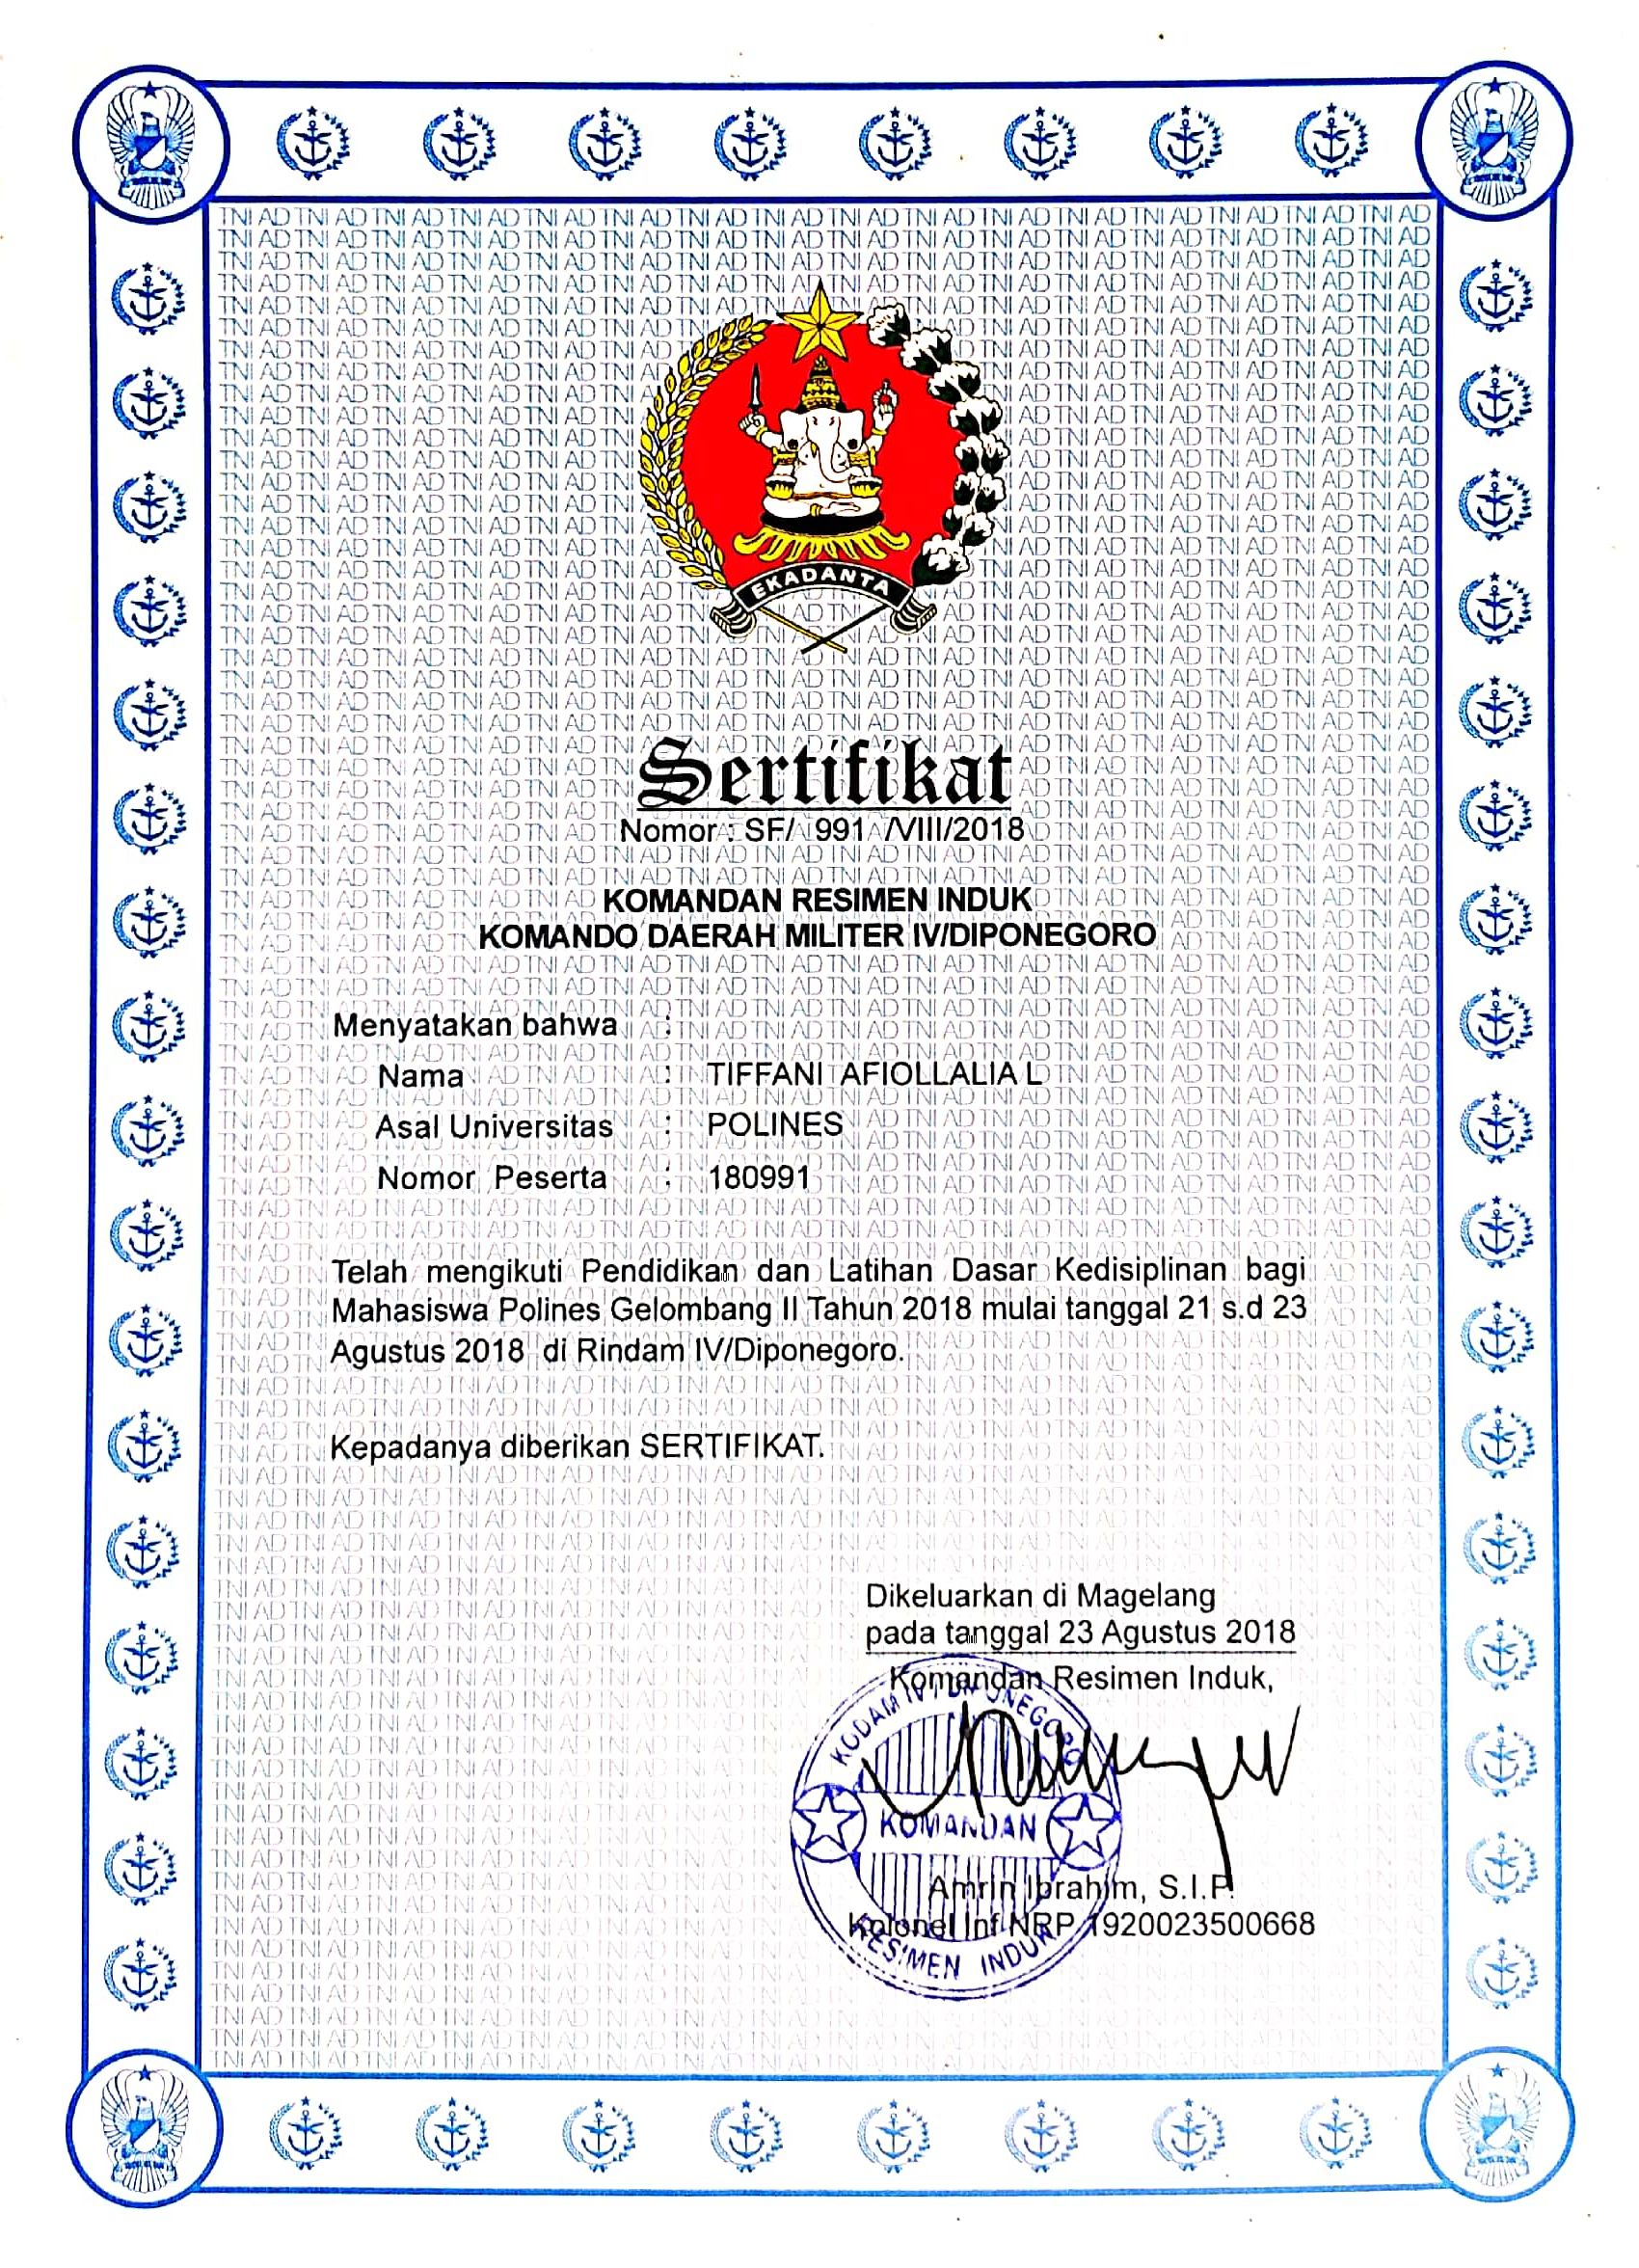 EKADANTA
Sertifikat
Nomor : SF/ 991 /VIII/2018
KOMANDAN RESIMEN INDUK
KOMANDO DAERAH MILITER IV/DIPONEGORO
Menyatakan bahwa :
Nama : TIFFANI AFIOLLALIA L
Asal Universitas : POLINES
Nomor Peserta : 180991
Telah mengikuti Pendidikan dan Latihan Dasar Kedisiplinan bagi
Mahasiswa Polines Gelombang II Tahun 2018 mulai tanggal 21 s.d 23
Agustus 2018 di Rindam IV/Diponegoro.
Kepadanya diberikan SERTIFIKAT.
Dikeluarkan di Magelang
pada tanggal 23 Agustus 2018
Komandan Resimen Induk,
KODAM IV / DIPONEGORO
KOMANDAN
RESIMEN INDUK
Amrin Ibrahim, S.I.P.
Kolonel Inf NRP 1920023500668